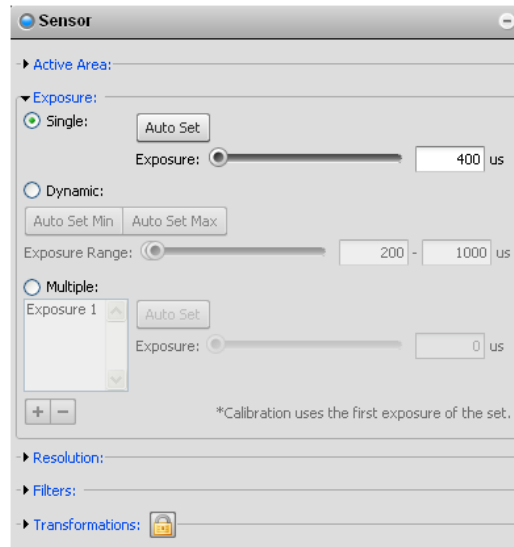 Sensor
Active Area:
Exposure:
Single:
Auto Set
Exposure: 400 us
Dynamic:
Auto Set Min Auto Set Max
Exposure Range: 200 - 1000 us
Multiple:
Exposure 1
Auto Set
Exposure: 0 us
+ −
*Calibration uses the first exposure of the set.
Resolution:
Filters:
Transformations: